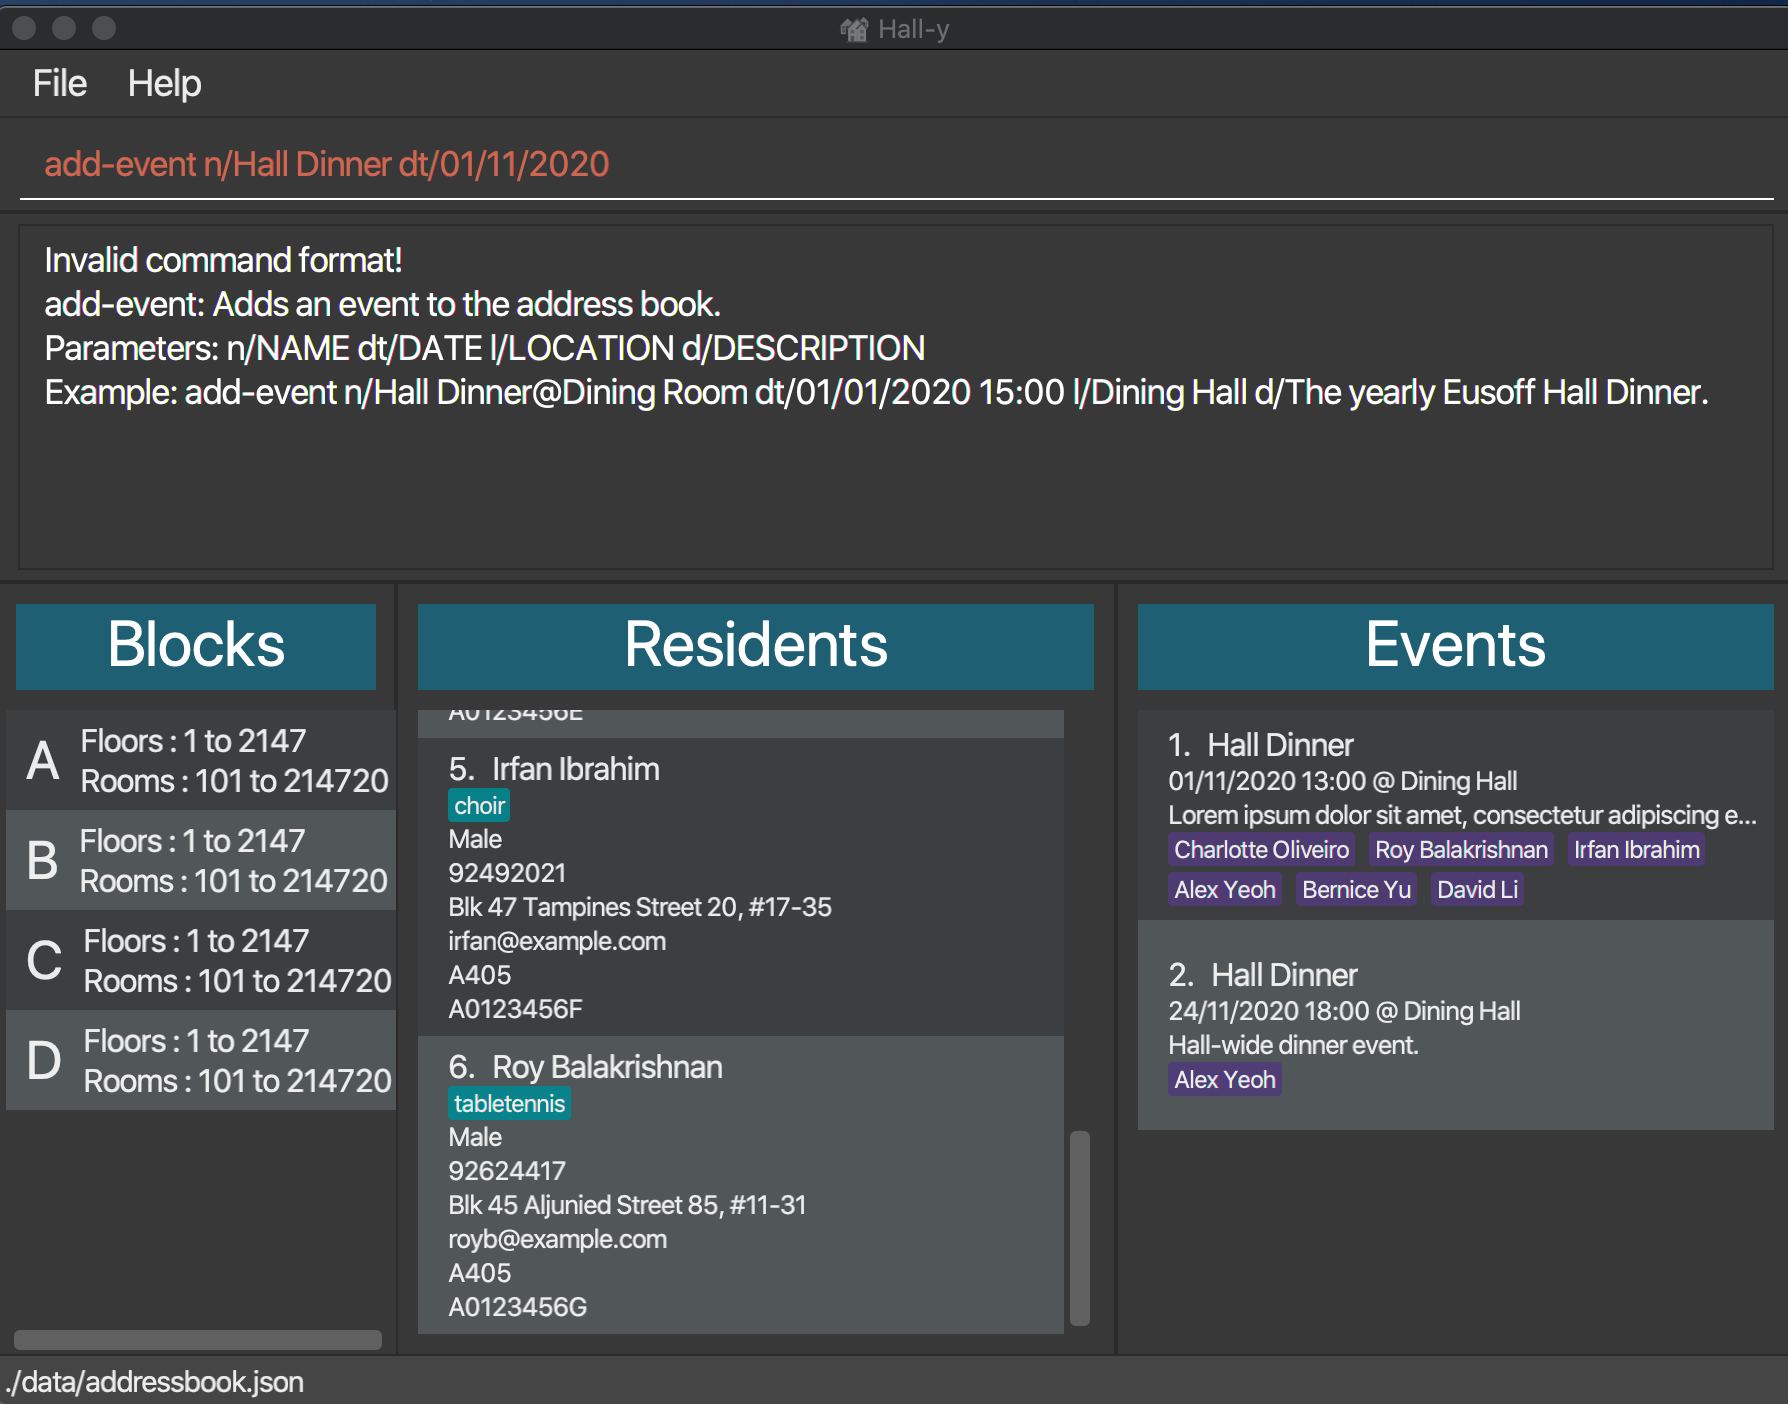 Hall-y
File Help
add-event n/Hall Dinner dt/01/11/2020
Invalid command format!
add-event: Adds an event to the address book.
Parameters: n/NAME dt/DATE l/LOCATION d/DESCRIPTION
Example: add-event n/Hall Dinner@Dining Room dt/01/01/2020 15:00 l/Dining Hall d/The yearly Eusoff Hall Dinner.
Blocks
A
Floors : 1 to 2147
Rooms : 101 to 214720
B
Floors : 1 to 2147
Rooms : 101 to 214720
C
Floors : 1 to 2147
Rooms : 101 to 214720
D
Floors : 1 to 2147
Rooms : 101 to 214720
Residents
A0123456E
5. Irfan Ibrahim
choir
Male
92492021
Blk 47 Tampines Street 20, #17-35
irfan@example.com
A405
A0123456F
6. Roy Balakrishnan
tabletennis
Male
92624417
Blk 45 Aljunied Street 85, #11-31
royb@example.com
A405
A0123456G
Events
1. Hall Dinner
01/11/2020 13:00 @ Dining Hall
Lorem ipsum dolor sit amet, consectetur adipiscing e...
Charlotte Oliveiro Roy Balakrishnan Irfan Ibrahim
Alex Yeoh Bernice Yu David Li
2. Hall Dinner
24/11/2020 18:00 @ Dining Hall
Hall-wide dinner event.
Alex Yeoh
./data/addressbook.json